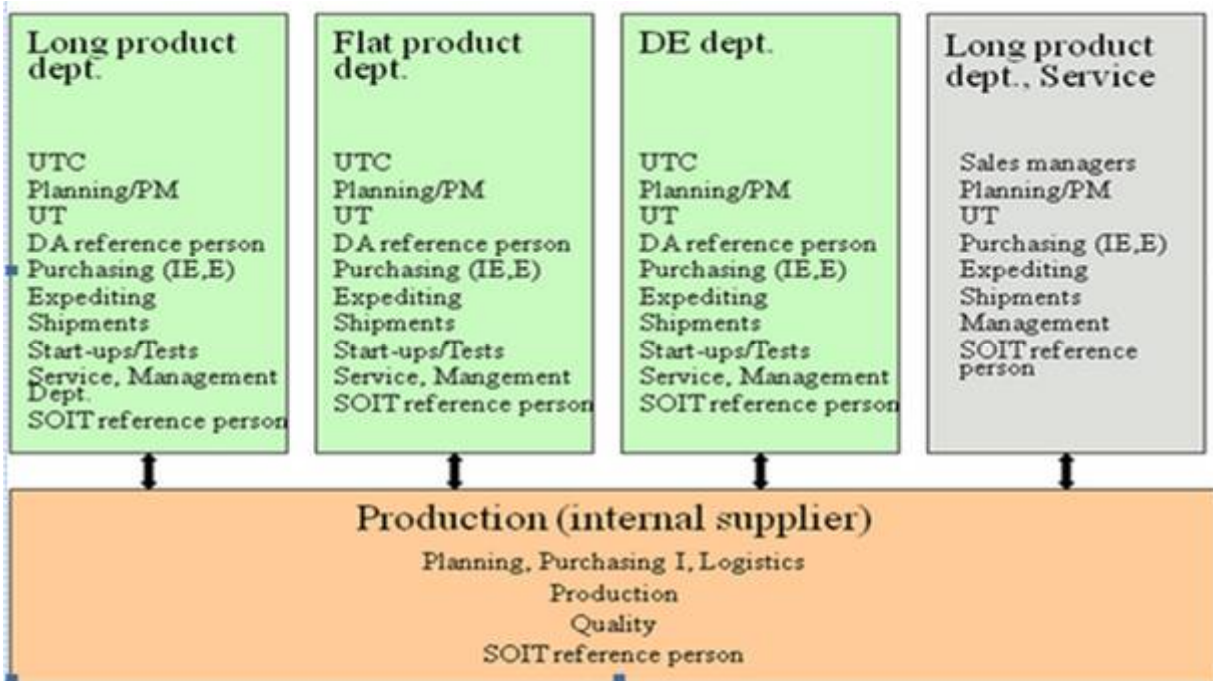 Long product
dept.
UTC
Planning/PM
UT
DA reference person
Purchasing (IE,E)
Expediting
Shipments
Start-ups/Tests
Service, Management
Dept.
SOIT reference person
Flat product
dept.
UTC
Planning/PM
UT
DA reference person
Purchasing (IE,E)
Expediting
Shipments
Start-ups/Tests
Service, Mangement
SOIT reference person
DE dept.
UTC
Planning/PM
UT
DA reference person
Purchasing (IE,E)
Expediting
Shipments
Start-ups/Tests
Service, Management
SOIT reference person
Long product
dept., Service
Sales managers
Planning/PM
UT
Purchasing (IE,E)
Expediting
Shipments
Management
SOIT reference
person
Production (internal supplier)
Planning, Purchasing I, Logistics
Production
Quality
SOIT reference person